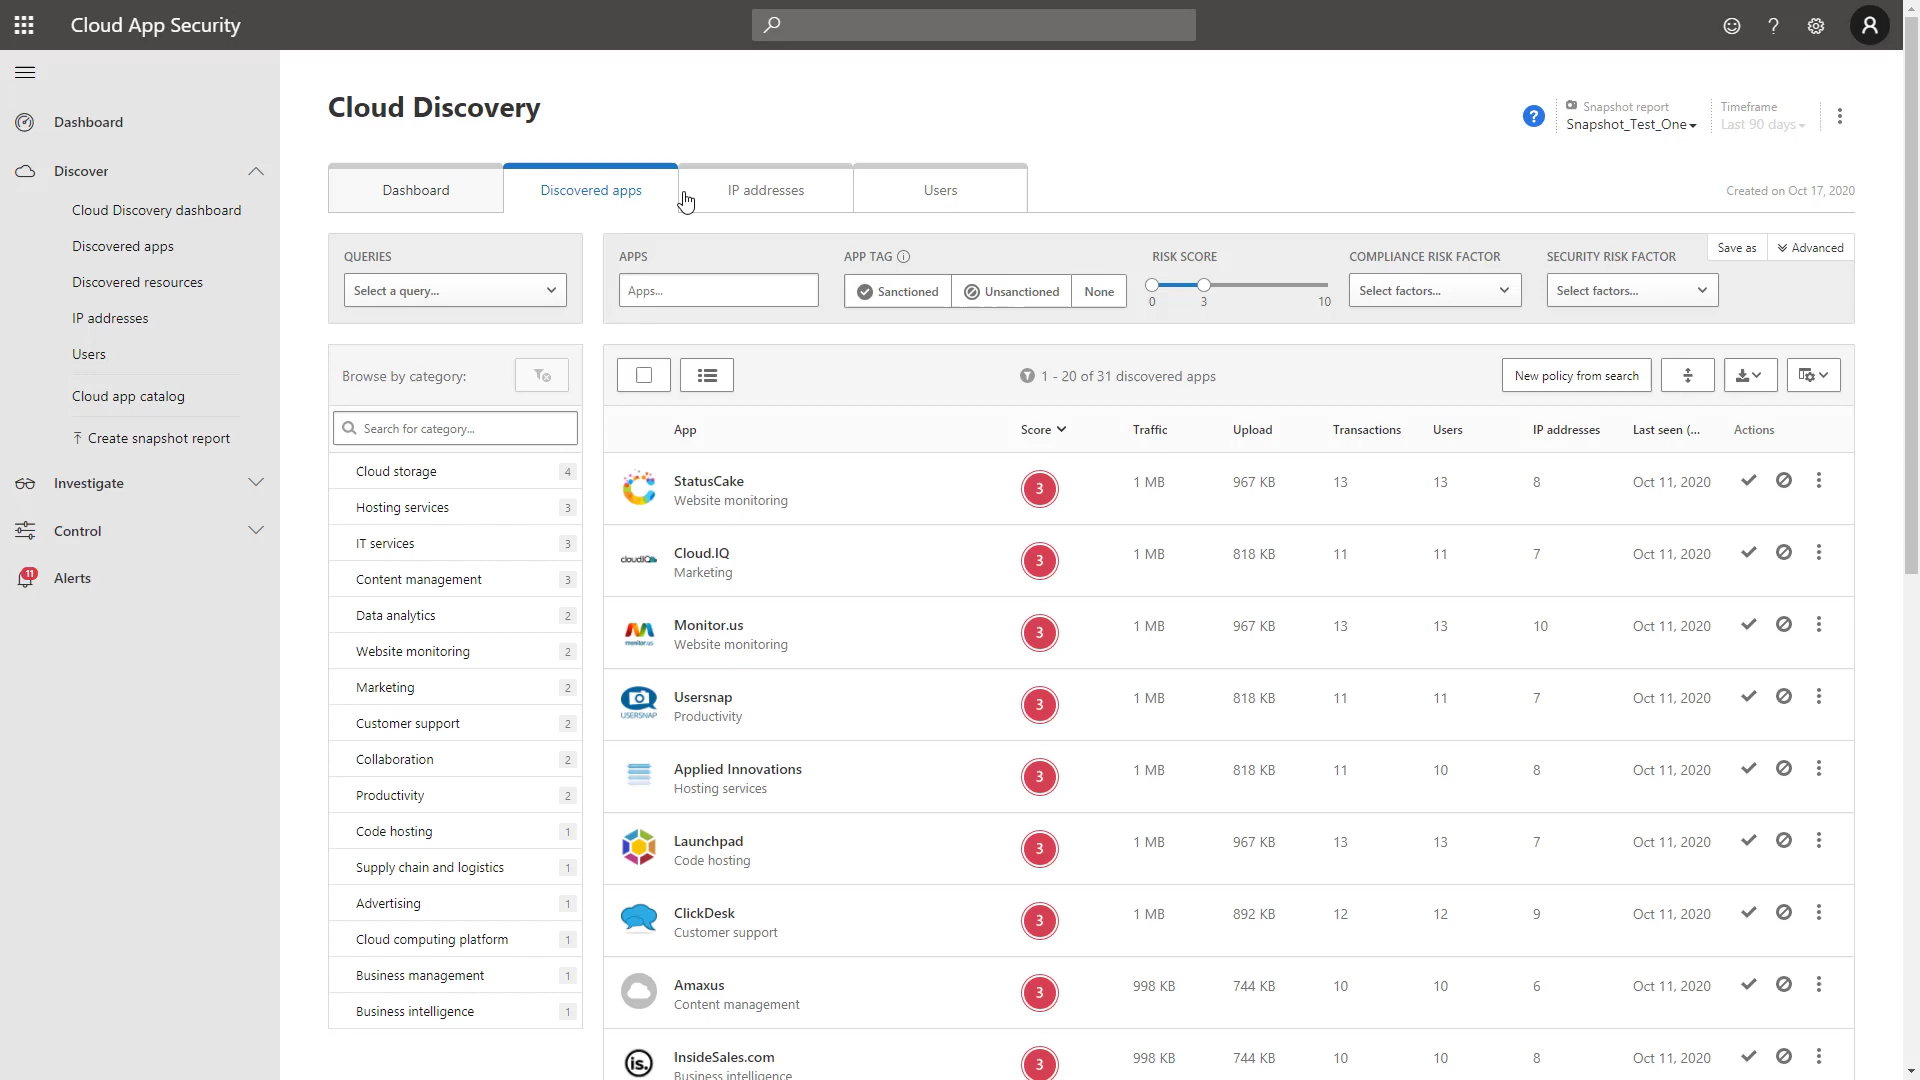 Cloud App Security
Dashboard
Discover
Cloud Discovery dashboard
Discovered apps
Discovered resources
IP addresses
Users
Cloud app catalog
Create snapshot report
Investigate
Control
11
Alerts
Cloud Discovery
?
Snapshot report
Snapshot_Test_One
Timeframe
Last 90 days
Dashboard
Discovered apps
IP addresses
Users
Created on Oct 17, 2020
QUERIES
Select a query...
APPS
Apps...
APP TAG
Sanctioned
Unsanctioned
None
RISK SCORE
0 3 10
COMPLIANCE RISK FACTOR
Select factors...
SECURITY RISK FACTOR
Select factors...
Save as
Advanced
Browse by category:
Search for category...
Cloud storage 4
Hosting services 3
IT services 3
Content management 3
Data analytics 2
Website monitoring 2
Marketing 2
Customer support 2
Collaboration 2
Productivity 2
Code hosting 1
Supply chain and logistics 1
Advertising 1
Cloud computing platform 1
Business management 1
Business intelligence 1
1 - 20 of 31 discovered apps
New policy from search
App Score Traffic Upload Transactions Users IP addresses Last seen (... Actions
StatusCake 3 1 MB 967 KB 13 13 8 Oct 11, 2020
Website monitoring
cloudIQ Cloud.IQ 3 1 MB 818 KB 11 11 7 Oct 11, 2020
Marketing
monitor.us Monitor.us 3 1 MB 967 KB 13 13 10 Oct 11, 2020
Website monitoring
USERSNAP Usersnap 3 1 MB 818 KB 11 11 7 Oct 11, 2020
Productivity
Applied Innovations 3 1 MB 818 KB 11 10 8 Oct 11, 2020
Hosting services
Launchpad 3 1 MB 967 KB 13 13 7 Oct 11, 2020
Code hosting
ClickDesk 3 1 MB 892 KB 12 12 9 Oct 11, 2020
Customer support
Amaxus 3 998 KB 744 KB 10 10 6 Oct 11, 2020
Content management
is. InsideSales.com 3 998 KB 744 KB 10 10 8 Oct 11, 2020
Business intelligence